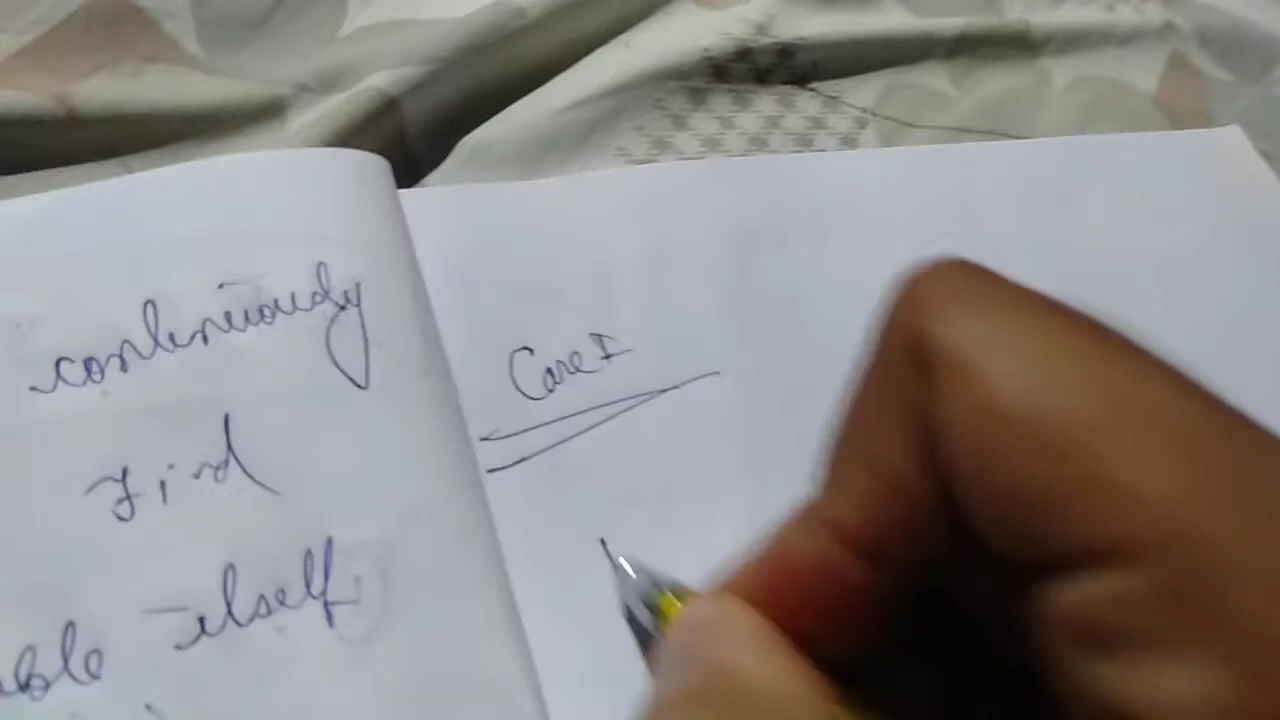 continuously
Find
able itself
Case I